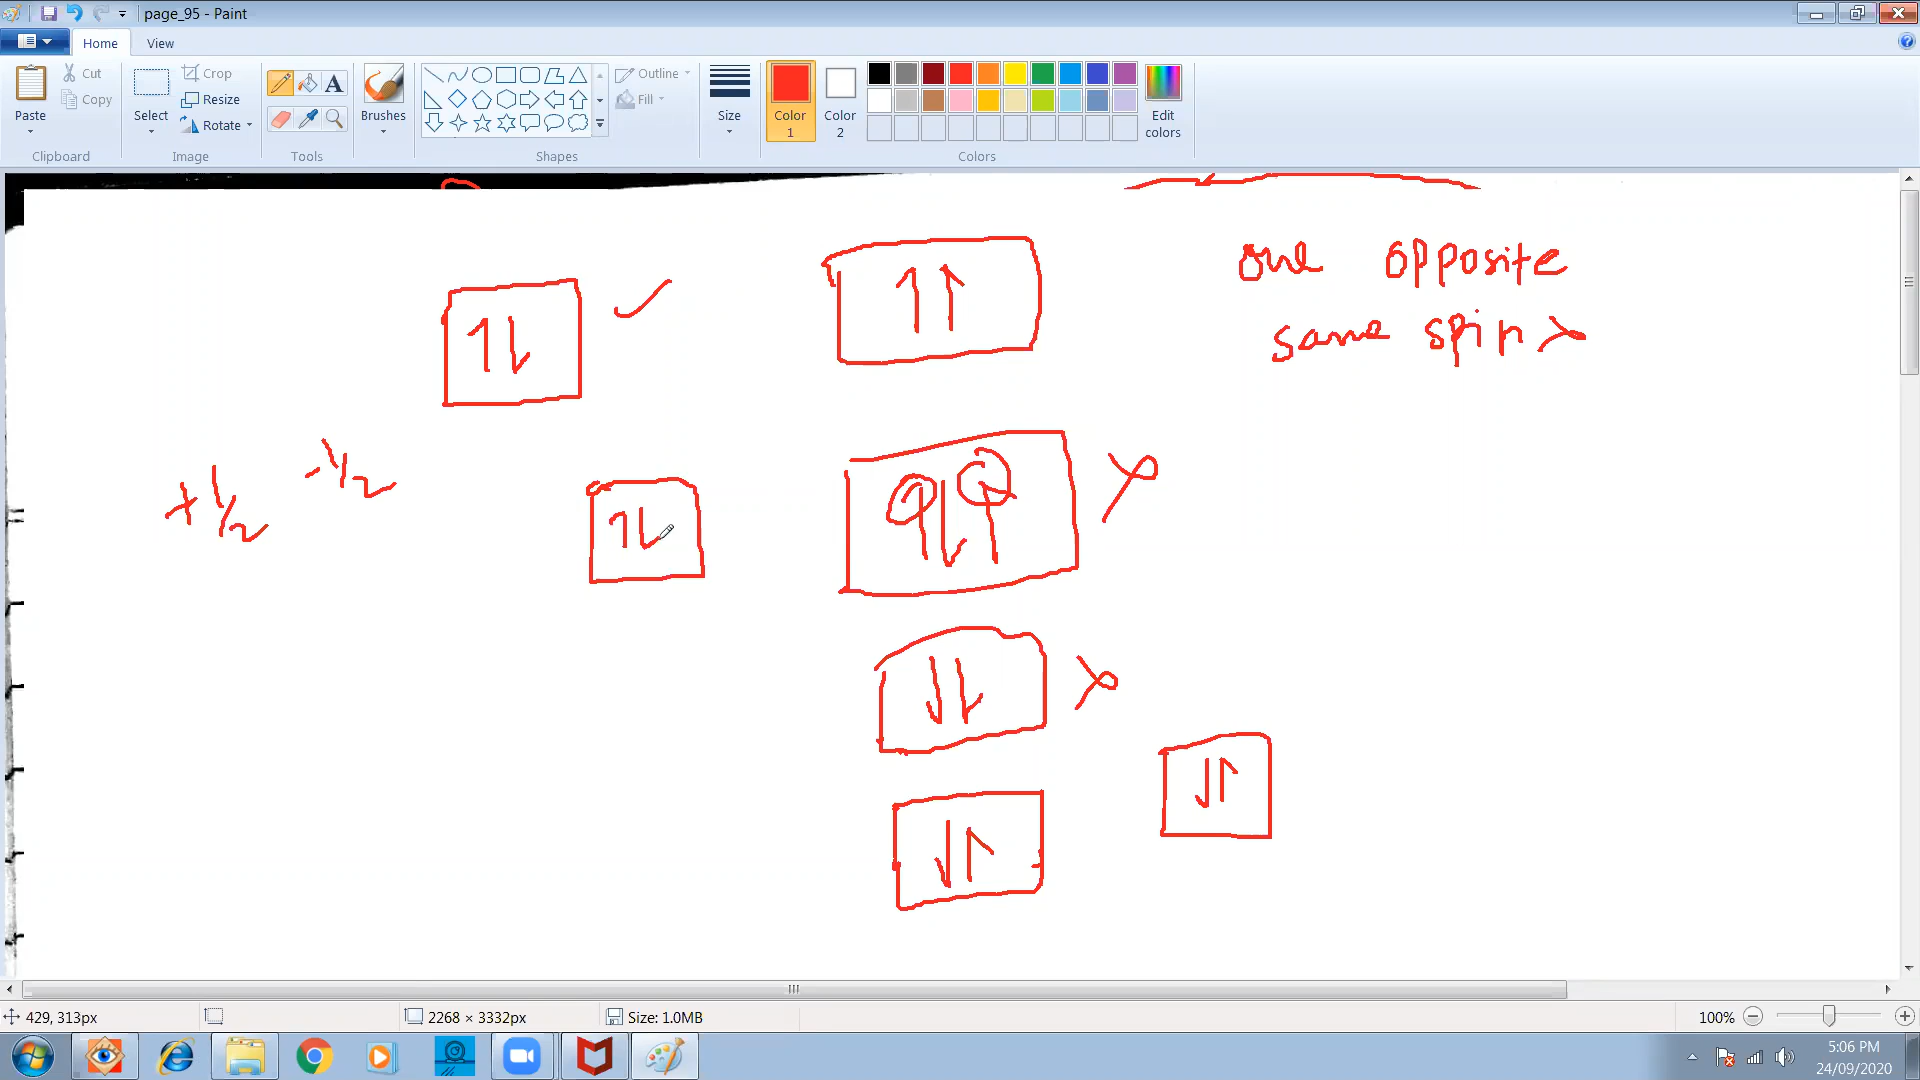 page_95 - Paint
Home View
Paste
Cut
Copy
Clipboard
Select
Crop
Resize
Rotate
Image
Tools
Brushes
Shapes
Outline
Fill
Size
Color 1
Color 2
Colors
Edit colors
one opposite
same spin x
+1/2 -1/2
429, 313px
2268 × 3332px
Size: 1.0MB
100%
5:06 PM
24/09/2020